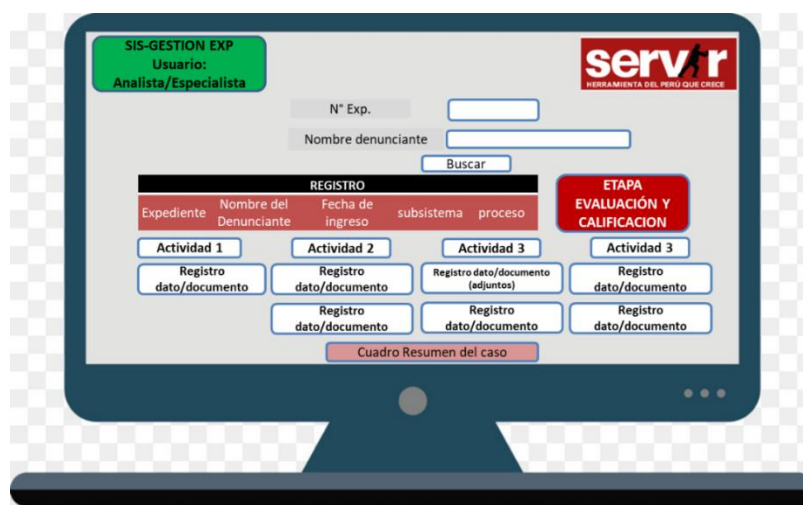 SIS-GESTION EXP
Usuario:
Analista/Especialista
servir
HERRAMIENTA DEL PERÚ QUE CRECE
N° Exp.
Nombre denunciante
Buscar
REGISTRO
Expediente
Nombre del
Denunciante
Fecha de
ingreso
subsistema
proceso
ETAPA
EVALUACIÓN Y
CALIFICACION
Actividad 1
Actividad 2
Actividad 3
Actividad 3
Registro
dato/documento
Registro
dato/documento
Registro dato/documento
(adjuntos)
Registro
dato/documento
Registro
dato/documento
Registro
dato/documento
Registro
dato/documento
Cuadro Resumen del caso